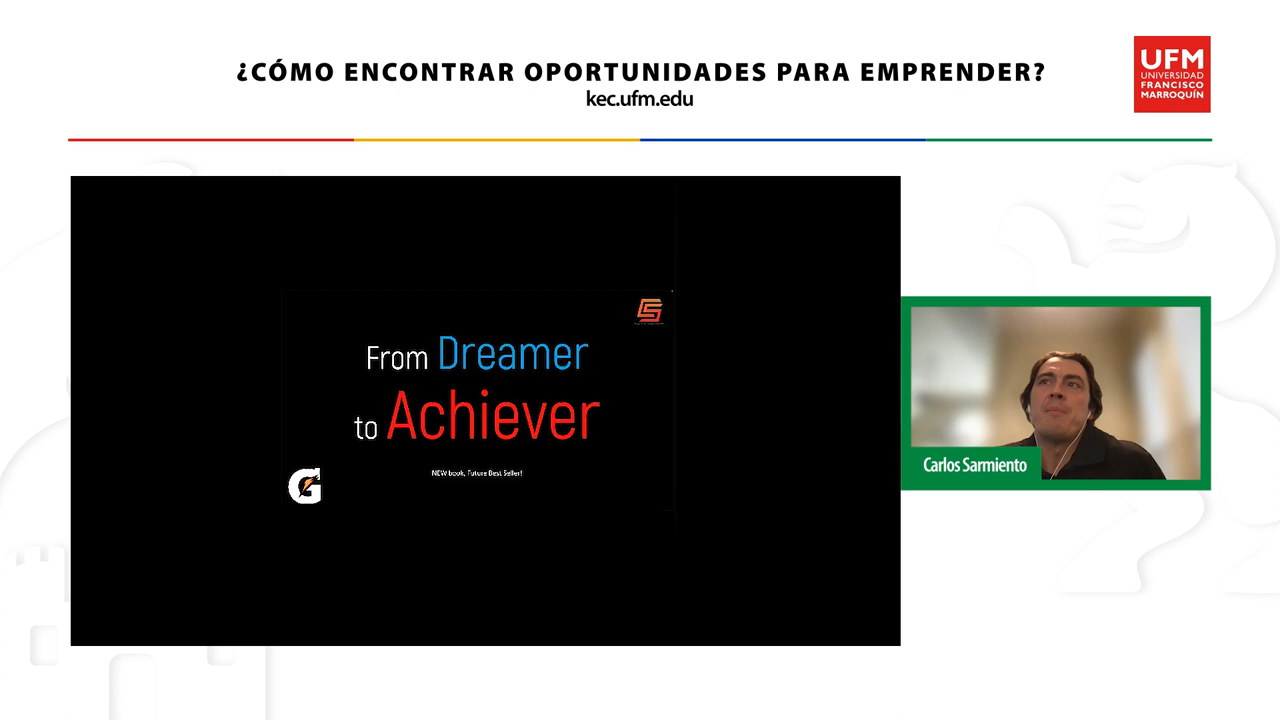 ¿CÓMO ENCONTRAR OPORTUNIDADES PARA EMPRENDER?
kec.ufm.edu
UFM
UNIVERSIDAD
FRANCISCO
MARROQUÍN
From Dreamer
to Achiever
NEW book, Future Best Seller!
G
Carlos Sarmiento